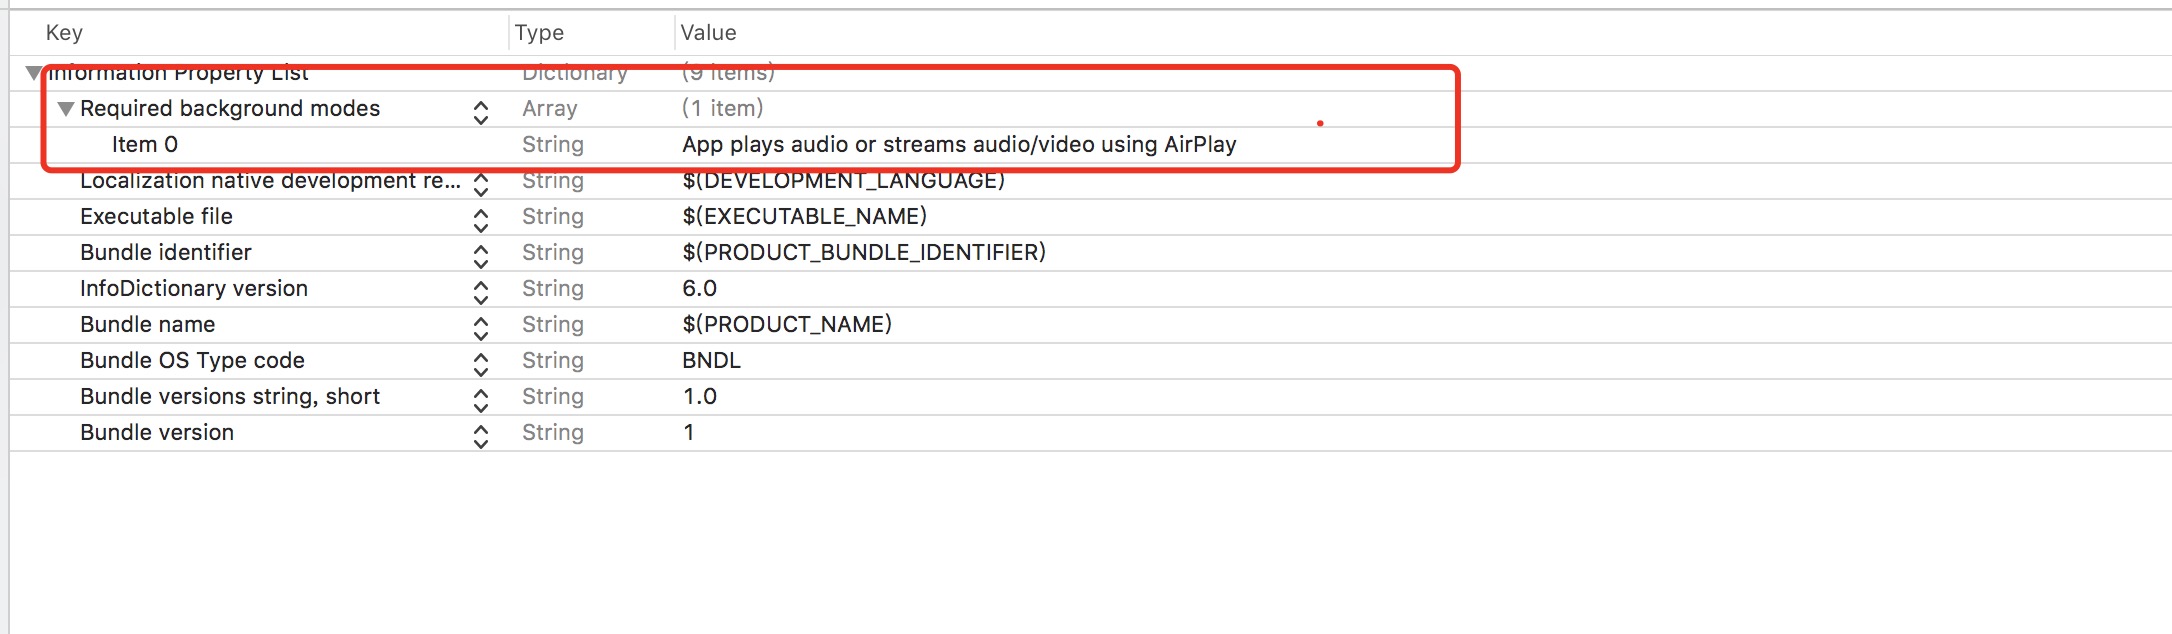 Key Type Value
Information Property List Dictionary (9 items)
Required background modes Array (1 item)
Item 0 String App plays audio or streams audio/video using AirPlay
Localization native development re... String $(DEVELOPMENT_LANGUAGE)
Executable file String $(EXECUTABLE_NAME)
Bundle identifier String $(PRODUCT_BUNDLE_IDENTIFIER)
InfoDictionary version String 6.0
Bundle name String $(PRODUCT_NAME)
Bundle OS Type code String BNDL
Bundle versions string, short String 1.0
Bundle version String 1